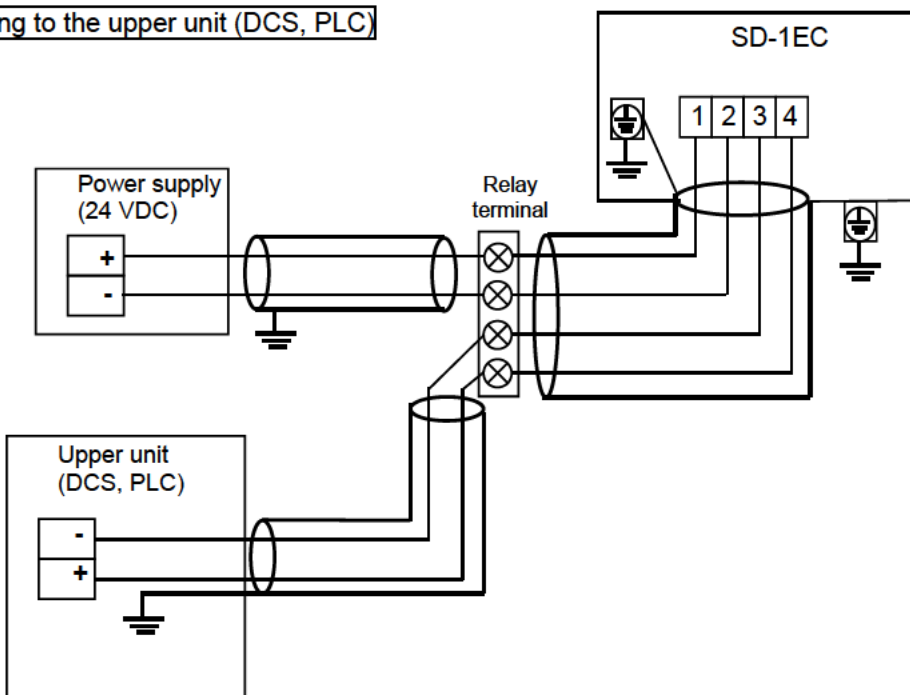 ng to the upper unit (DCS, PLC)
SD-1EC
1 2 3 4
Power supply
(24 VDC)
+
-
Relay
terminal
Upper unit
(DCS, PLC)
-
+